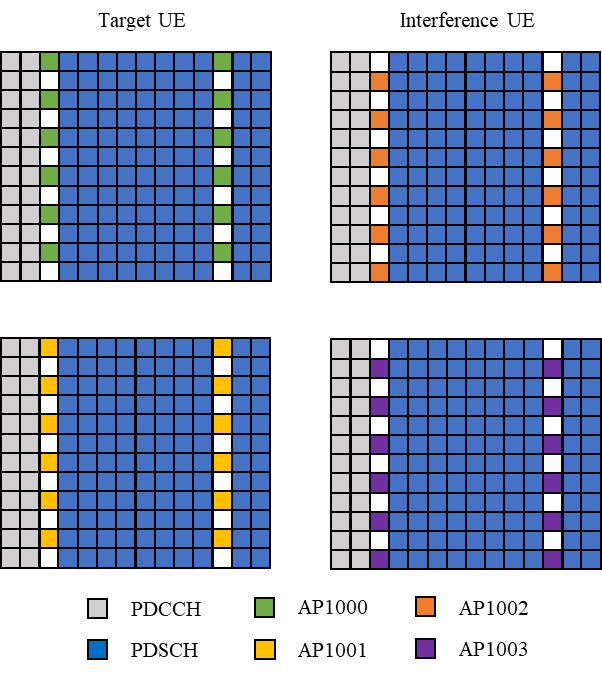 Target UE
Interference UE
PDCCH
AP1000
AP1002
PDSCH
AP1001
AP1003